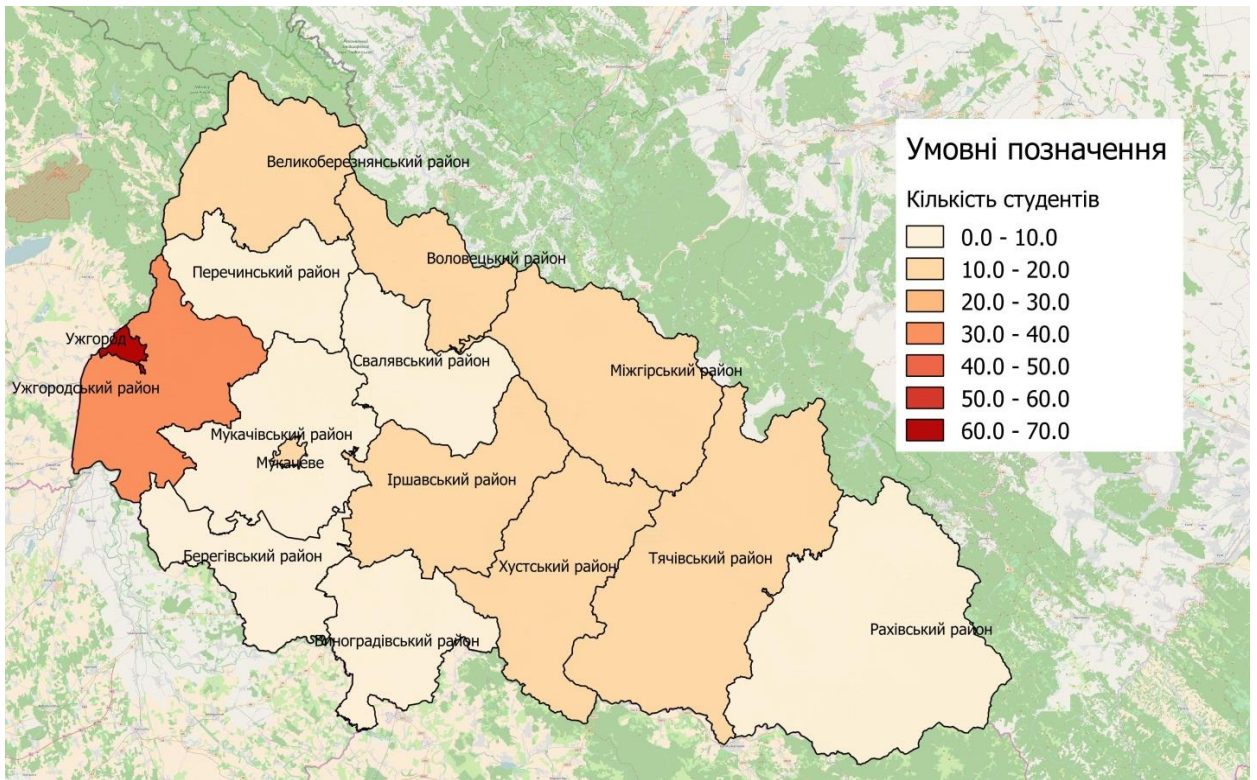 Умовні позначення
Кількість студентів
0.0 - 10.0
10.0 - 20.0
20.0 - 30.0
30.0 - 40.0
40.0 - 50.0
50.0 - 60.0
60.0 - 70.0
Великоберезнянський район
Воловецький район
Перечинський район
Ужгород
Свалявський район
Міжгірський район
Ужгородський район
Мукачівський район
Мукачеве
Іршавський район
Берегівський район
Хустський район
Тячівський район
Виноградівський район
Рахівський район